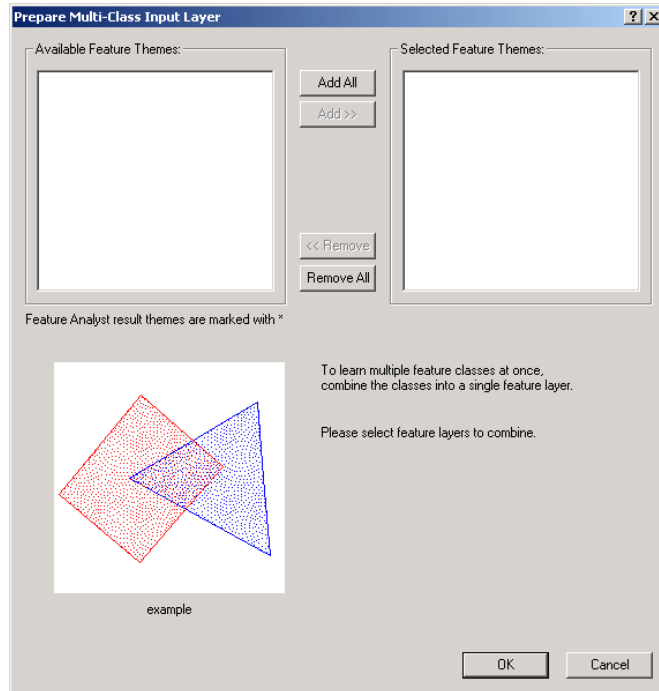 Prepare Multi-Class Input Layer
Available Feature Themes:
Selected Feature Themes:
Add All
Add >>
<< Remove
Remove All
Feature Analyst result themes are marked with *
To learn multiple feature classes at once,
combine the classes into a single feature layer.
Please select feature layers to combine.
example
OK
Cancel